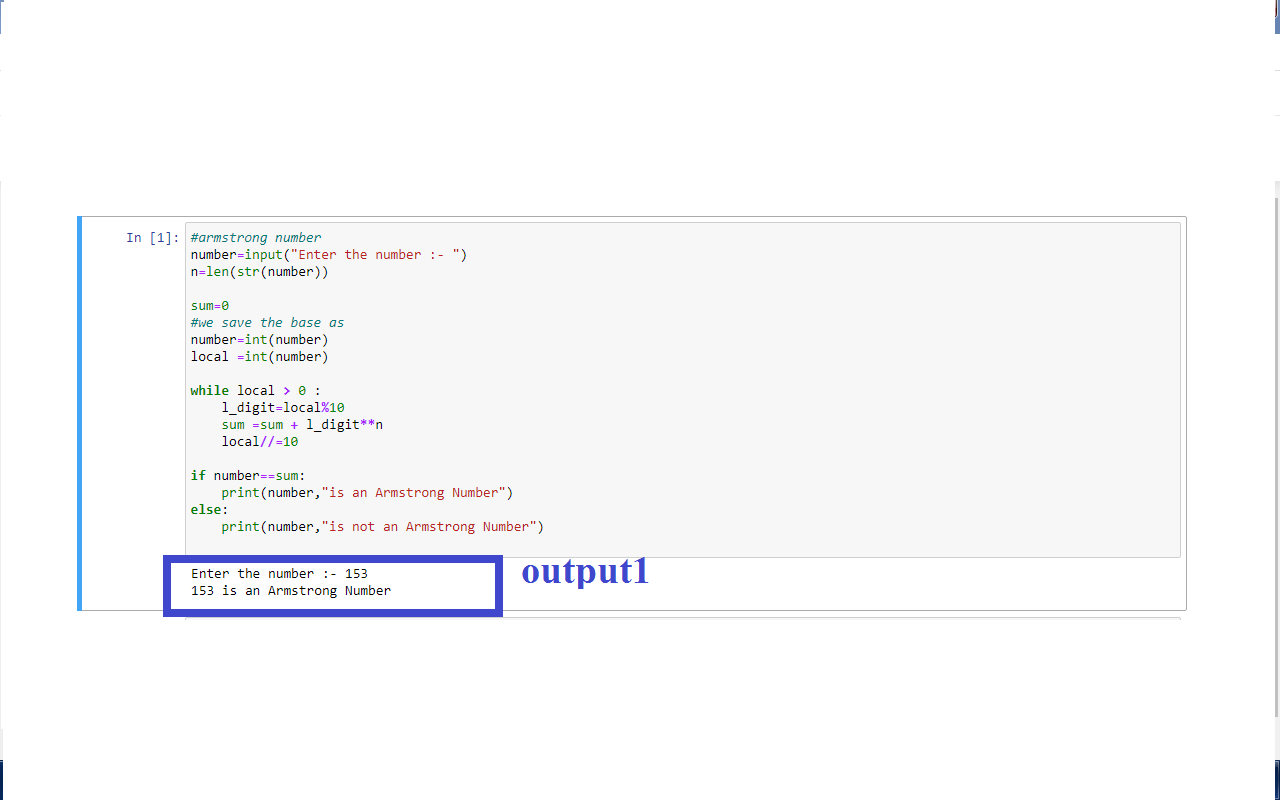 In [1]:
#armstrong number
number=input("Enter the number :- ")
n=len(str(number))
sum=0
#we save the base as
number=int(number)
local =int(number)
while local > 0 :
    l_digit=local%10
    sum =sum + l_digit**n
    local//=10
if number==sum:
    print(number,"is an Armstrong Number")
else:
    print(number,"is not an Armstrong Number")
Enter the number :- 153
153 is an Armstrong Number
output1